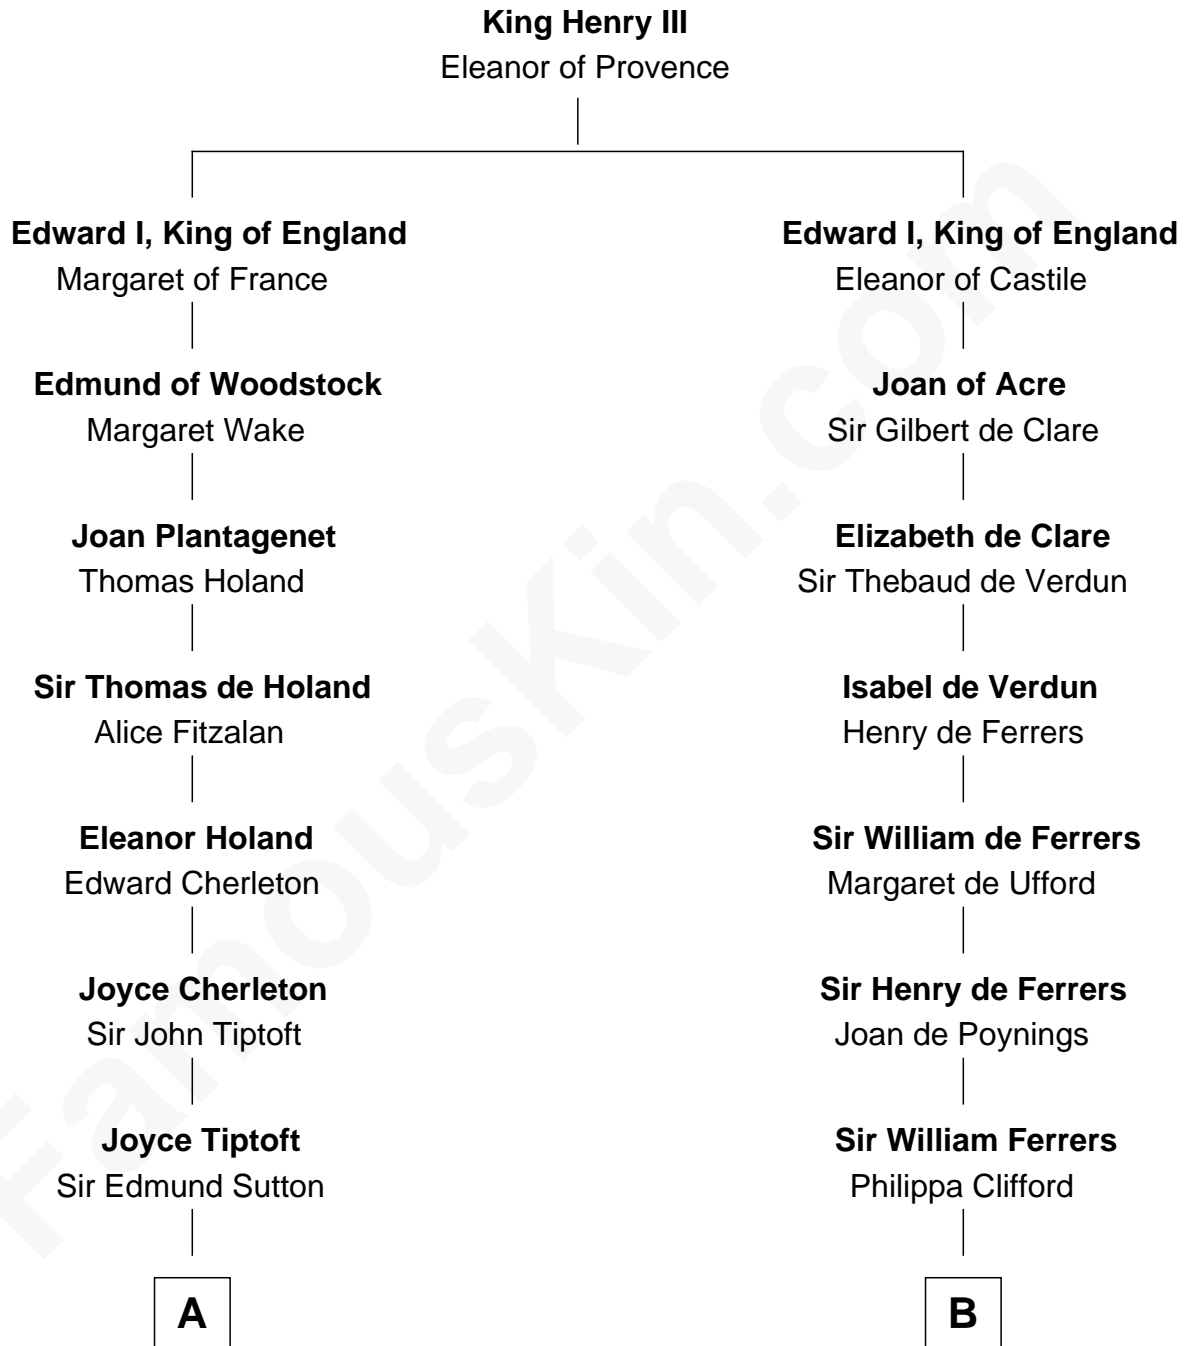 King Henry III
Eleanor of Provence
Edward I, King of England
Margaret of France
Edmund of Woodstock
Margaret Wake
Joan Plantagenet
Thomas Holand
Sir Thomas de Holand
Alice Fitzalan
Eleanor Holand
Edward Cherleton
Joyce Cherleton
Sir John Tiptoft
Joyce Tiptoft
Sir Edmund Sutton
A
Edward I, King of England
Eleanor of Castile
Joan of Acre
Sir Gilbert de Clare
Elizabeth de Clare
Sir Thebaud de Verdun
Isabel de Verdun
Henry de Ferrers
Sir William de Ferrers
Margaret de Ufford
Sir Henry de Ferrers
Joan de Poynings
Sir William Ferrers
Philippa Clifford
B
FamousKin.com